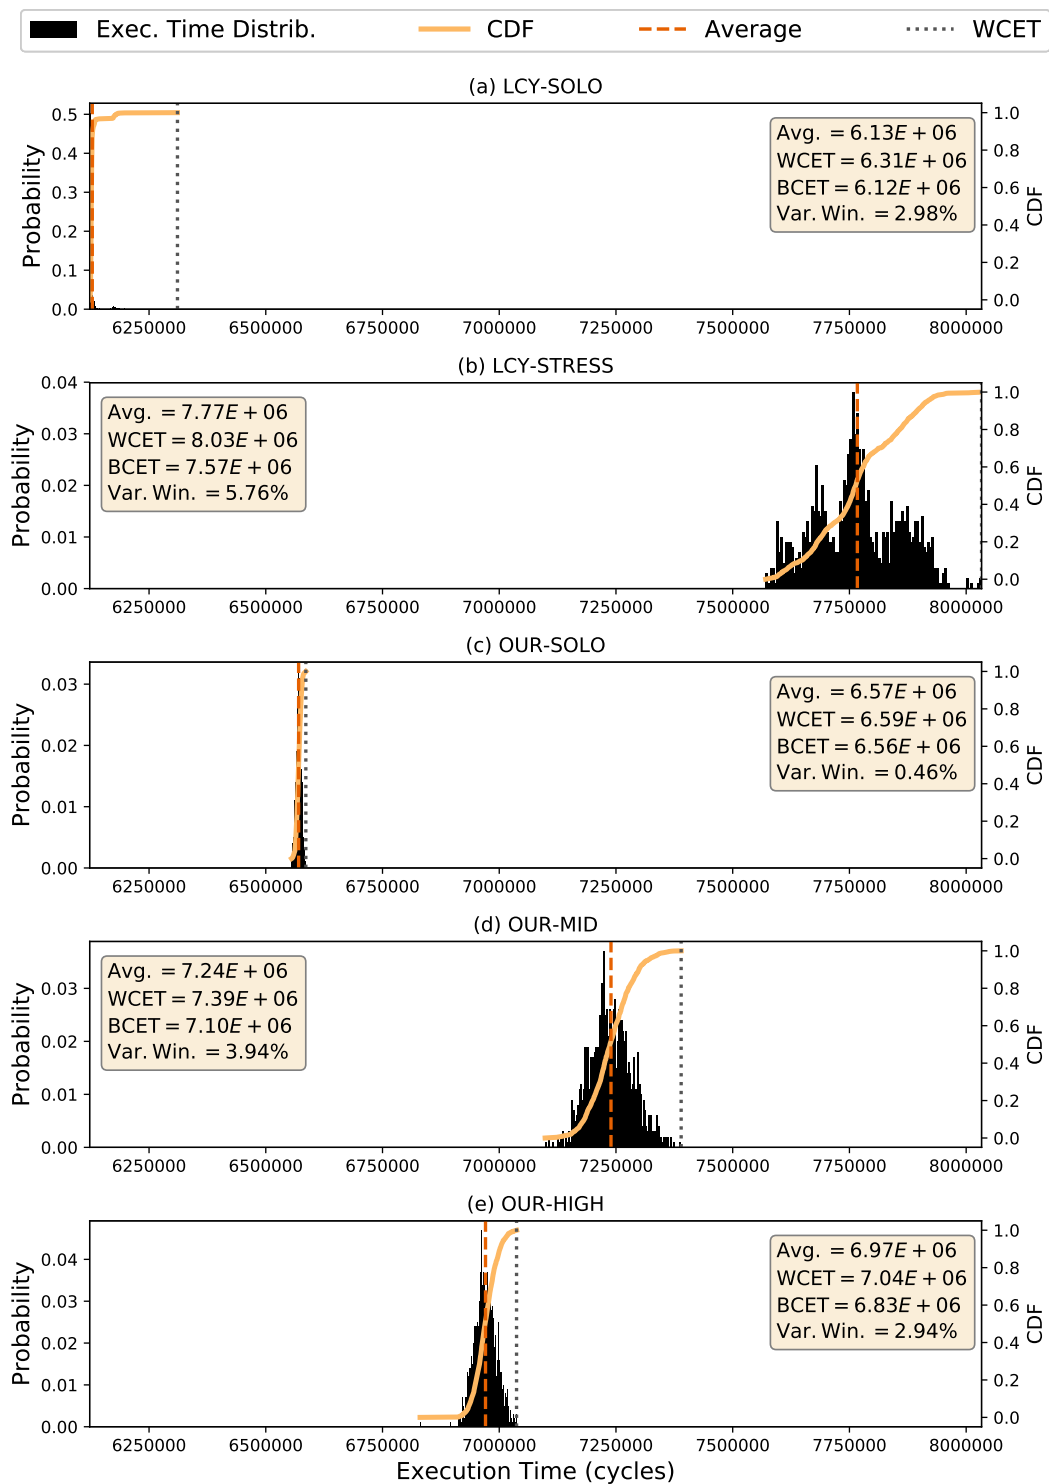 Exec. Time Distrib. CDF Average WCET
(a) LCY-SOLO
Probability
0.5
0.4
0.3
0.2
0.1
0.0
Avg. = 6.13E + 06
WCET = 6.31E + 06
BCET = 6.12E + 06
Var. Win. = 2.98%
1.0
0.8
0.6
0.4
0.2
0.0
CDF
6250000 6500000 6750000 7000000 7250000 7500000 7750000 8000000
(b) LCY-STRESS
Probability
0.04
0.03
0.02
0.01
0.00
Avg. = 7.77E + 06
WCET = 8.03E + 06
BCET = 7.57E + 06
Var. Win. = 5.76%
1.0
0.8
0.6
0.4
0.2
0.0
CDF
6250000 6500000 6750000 7000000 7250000 7500000 7750000 8000000
(c) OUR-SOLO
Probability
0.03
0.02
0.01
0.00
Avg. = 6.57E + 06
WCET = 6.59E + 06
BCET = 6.56E + 06
Var. Win. = 0.46%
1.0
0.8
0.6
0.4
0.2
0.0
CDF
6250000 6500000 6750000 7000000 7250000 7500000 7750000 8000000
(d) OUR-MID
Probability
0.03
0.02
0.01
0.00
Avg. = 7.24E + 06
WCET = 7.39E + 06
BCET = 7.10E + 06
Var. Win. = 3.94%
1.0
0.8
0.6
0.4
0.2
0.0
CDF
6250000 6500000 6750000 7000000 7250000 7500000 7750000 8000000
(e) OUR-HIGH
Probability
0.04
0.03
0.02
0.01
0.00
Avg. = 6.97E + 06
WCET = 7.04E + 06
BCET = 6.83E + 06
Var. Win. = 2.94%
1.0
0.8
0.6
0.4
0.2
0.0
CDF
6250000 6500000 6750000 7000000 7250000 7500000 7750000 8000000
Execution Time (cycles)